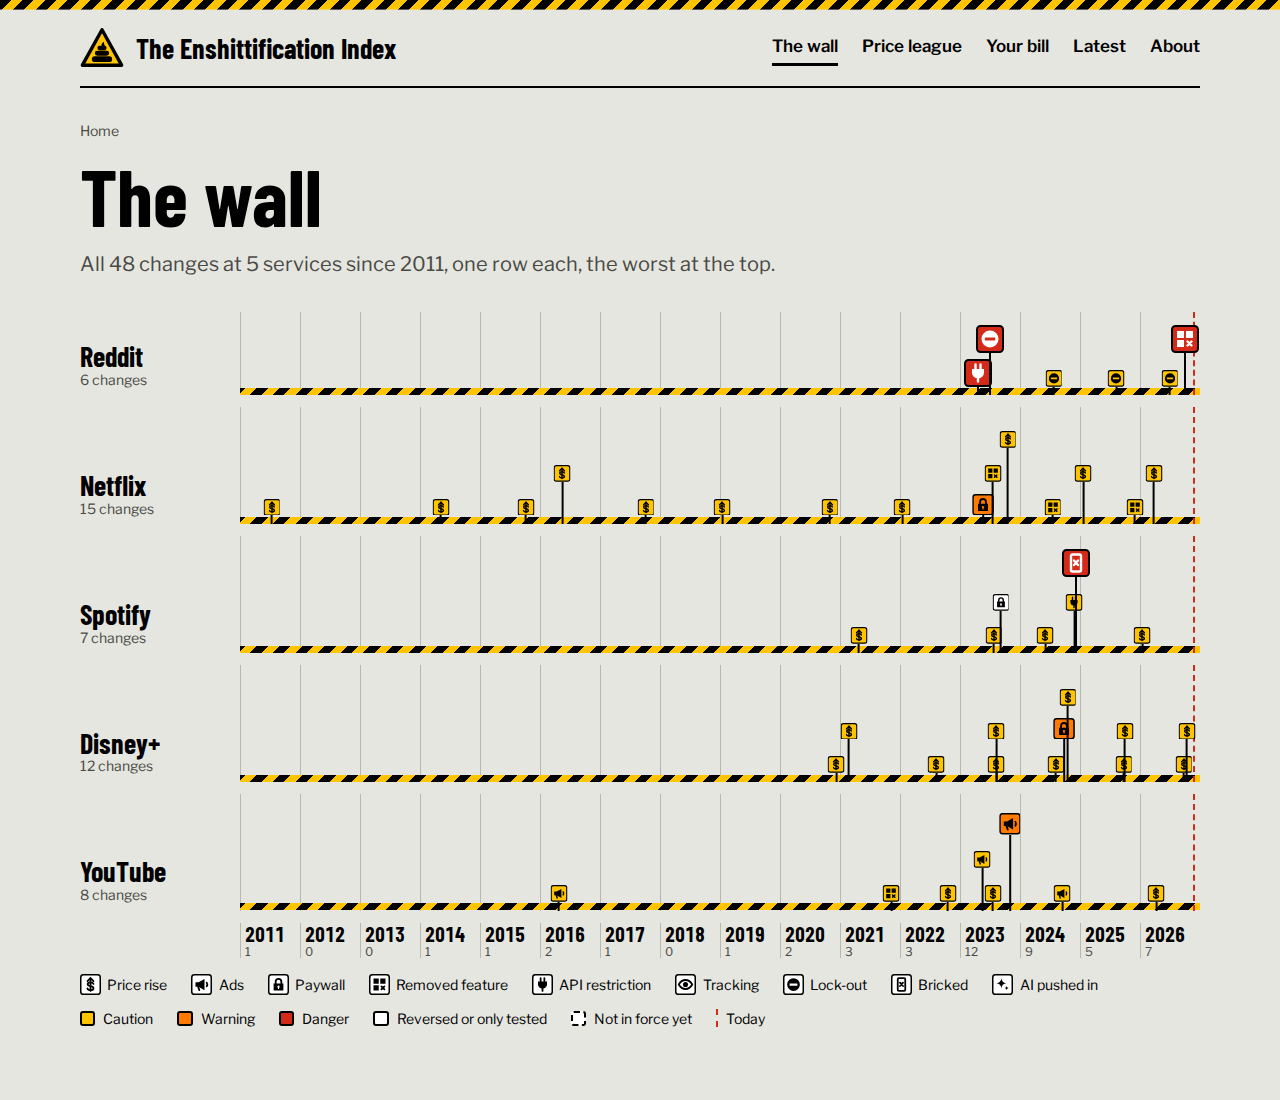 The Enshittification Index
The wall Price league Your bill Latest About
Home
The wall
All 48 changes at 5 services since 2011, one row each, the worst at the top.
Reddit
6 changes
Netflix
15 changes
Spotify
7 changes
Disney+
12 changes
YouTube
8 changes
2011 2012 2013 2014 2015 2016 2017 2018 2019 2020 2021 2022 2023 2024 2025 2026
1 0 0 1 1 2 1 0 1 2 3 3 12 9 5 7
Price rise Ads Paywall Removed feature API restriction Tracking Lock-out Bricked AI pushed in
Caution Warning Danger Reversed or only tested Not in force yet Today